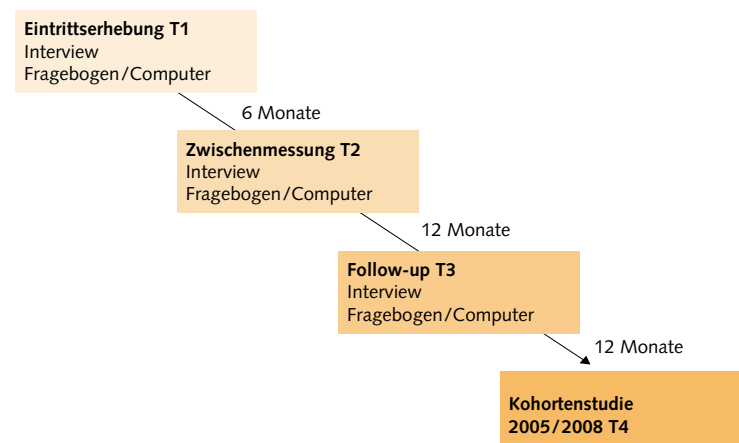 Eintrittserhebung T1
Interview
Fragebogen/Computer
6 Monate
Zwischenmessung T2
Interview
Fragebogen/Computer
12 Monate
Follow-up T3
Interview
Fragebogen/Computer
12 Monate
Kohortenstudie
2005/2008 T4